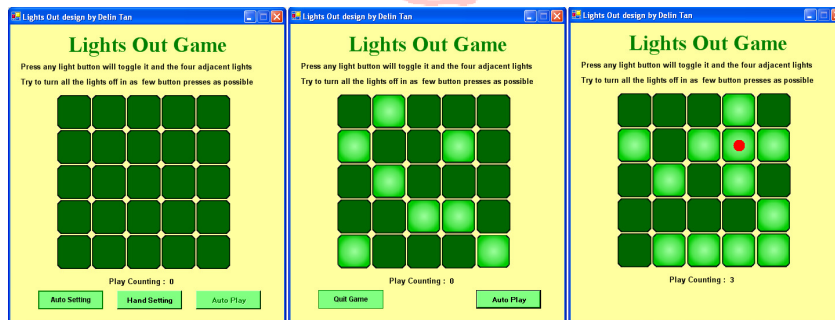 Lights Out design by Delin Tan
Lights Out Game
Press any light button will toggle it and the four adjacent lights
Try to turn all the lights off in as few button presses as possible
Play Counting : 0
Auto Setting
Hand Setting
Auto Play
Lights Out design by Delin Tan
Lights Out Game
Press any light button will toggle it and the four adjacent lights
Try to turn all the lights off in as few button presses as possible
Play Counting : 0
Quit Game
Auto Play
Lights Out design by Delin Tan
Lights Out Game
Press any light button will toggle it and the four adjacent lights
Try to turn all the lights off in as few button presses as possible
Play Counting : 3